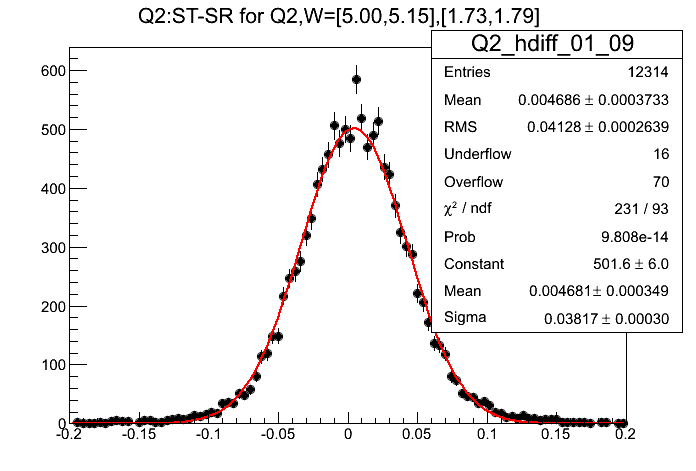 Q2:ST-SR for Q2,W=[5.00,5.15],[1.73,1.79]
Q2_hdiff_01_09
Entries 12314
Mean 0.004686 ± 0.0003733
RMS 0.04128 ± 0.0002639
Underflow 16
Overflow 70
χ² / ndf 231 / 93
Prob 9.808e-14
Constant 501.6 ± 6.0
Mean 0.004681 ± 0.000349
Sigma 0.03817 ± 0.00030
600
500
400
300
200
100
0
-0.2 -0.15 -0.1 -0.05 0 0.05 0.1 0.15 0.2